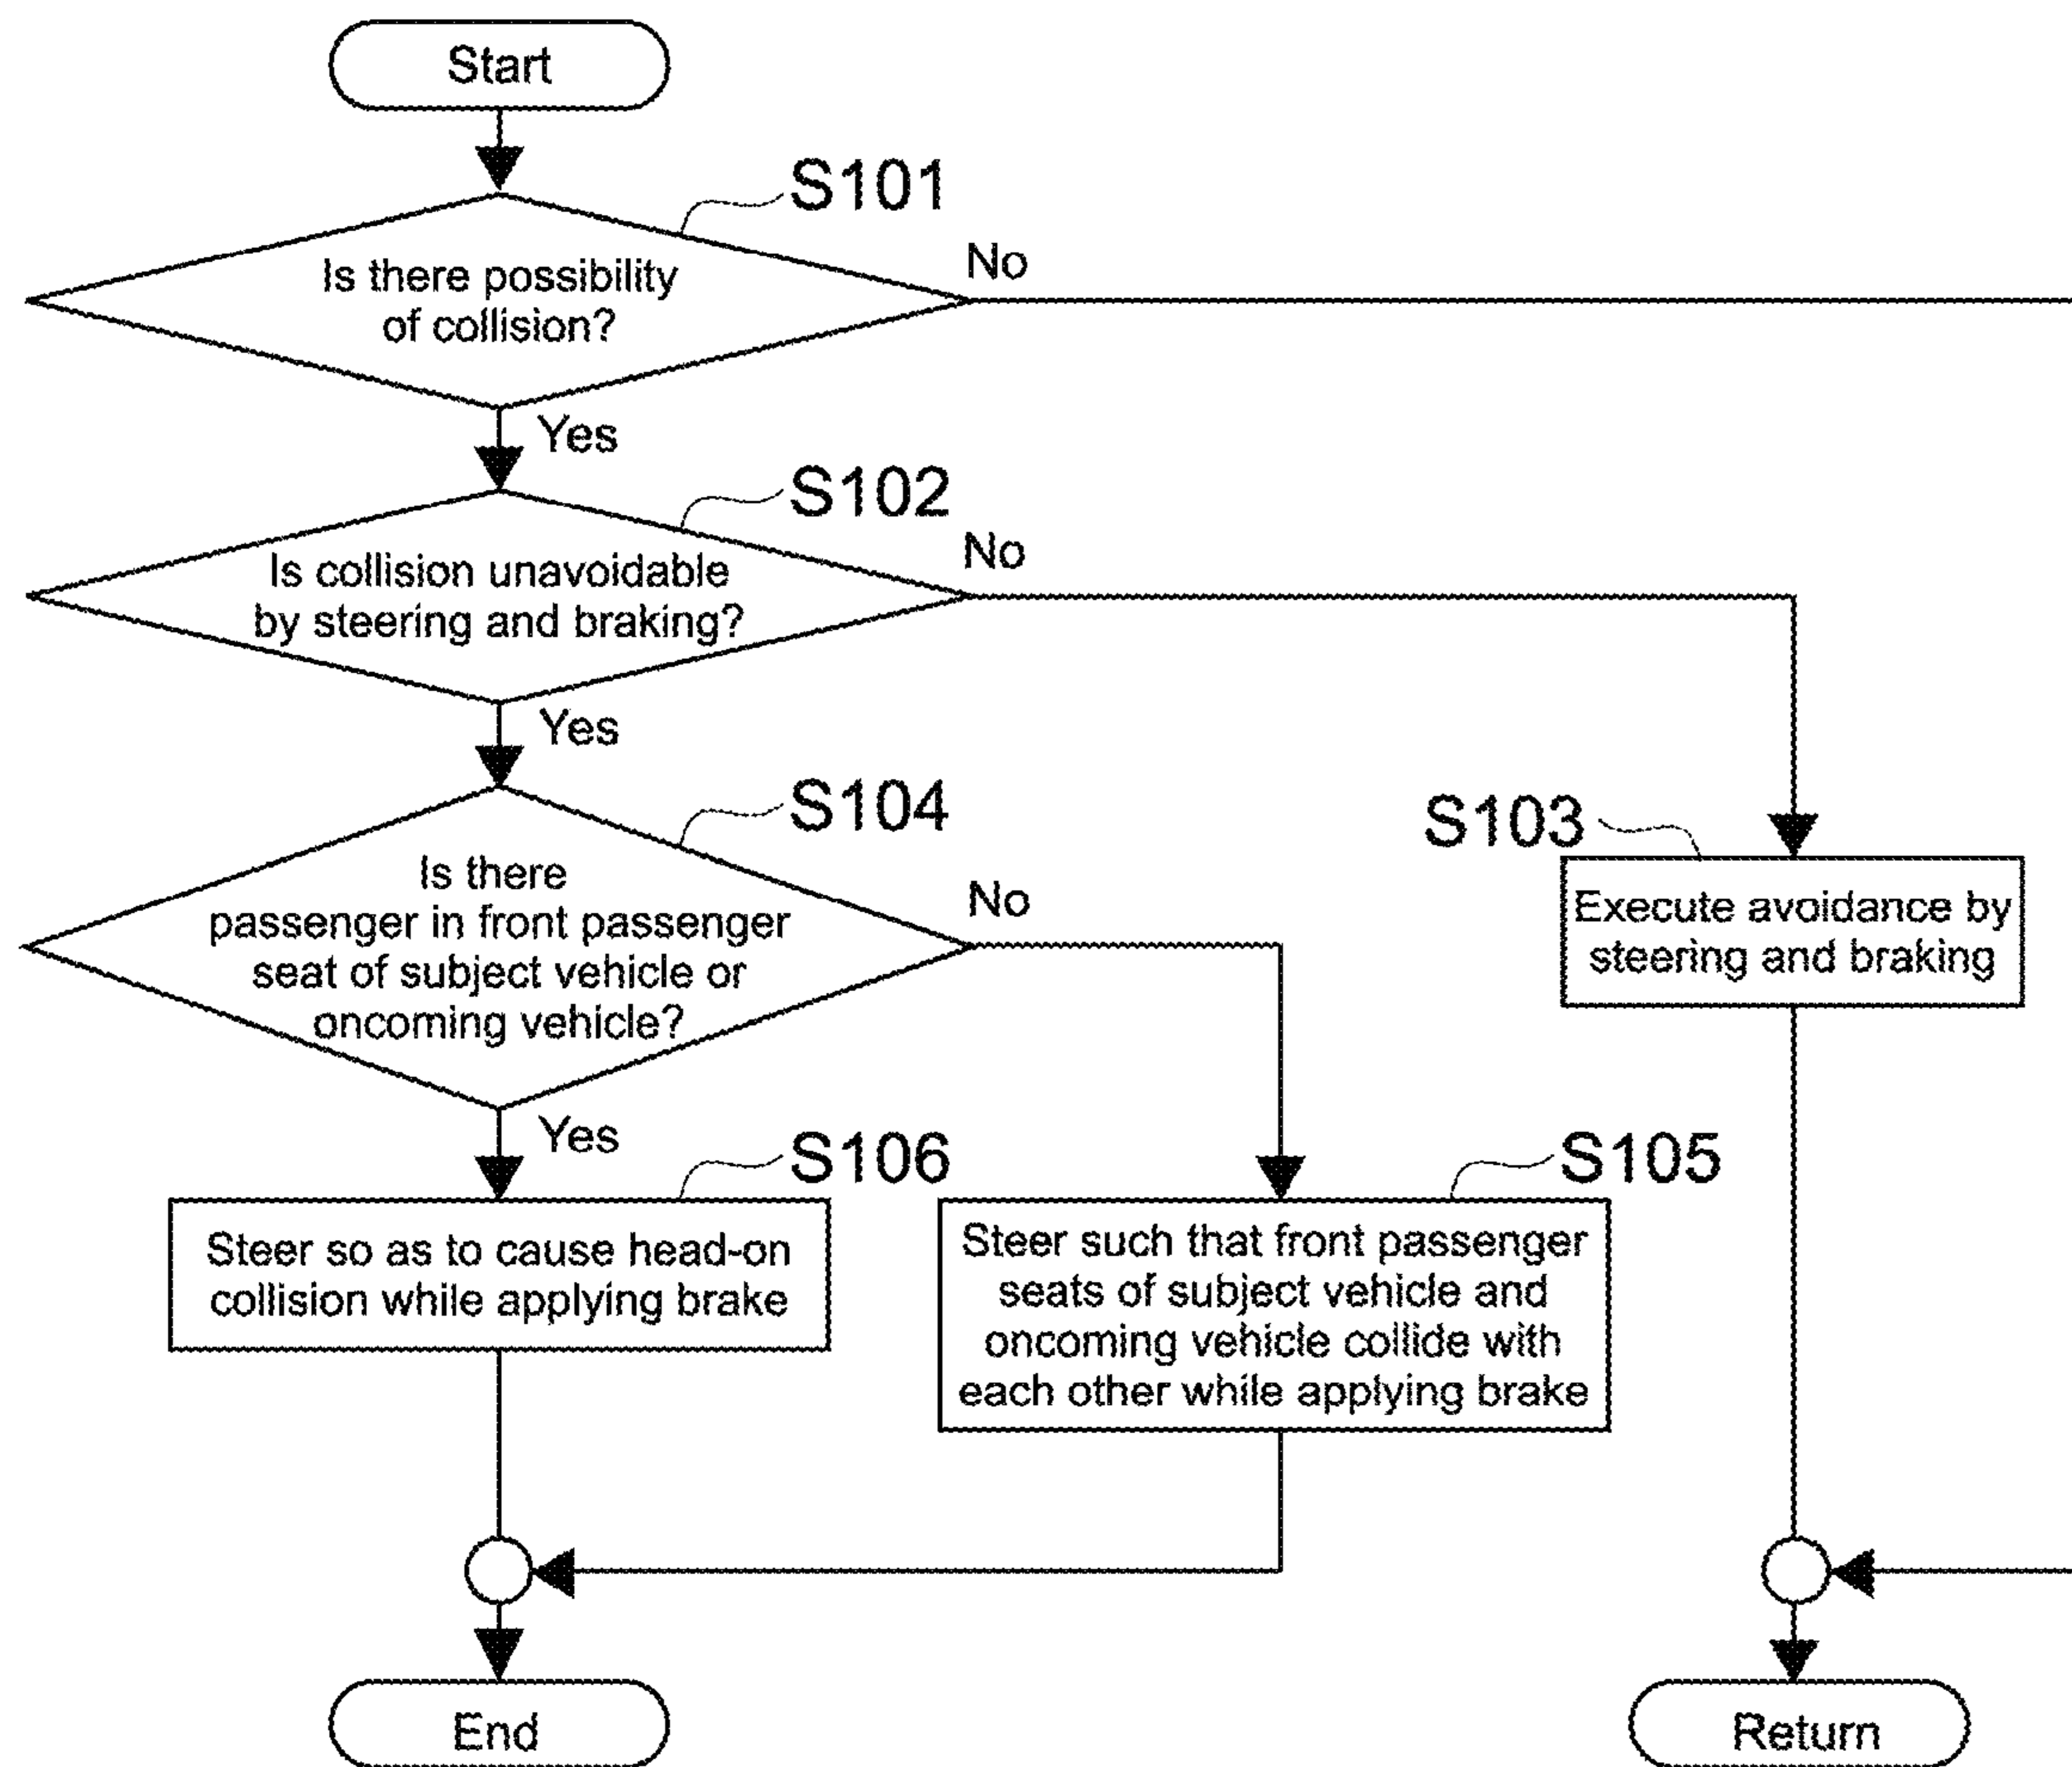 Start
S101
Is there possibility
of collision?
No
Yes
S102
Is collision unavoidable
by steering and braking?
No
Yes
S104
Is there
passenger in front passenger
seat of subject vehicle or
oncoming vehicle?
No
S103
Execute avoidance by
steering and braking
Yes
S106
Steer so as to cause head-on
collision while applying brake
S105
Steer such that front passenger
seats of subject vehicle and
oncoming vehicle collide with
each other while applying brake
End
Return